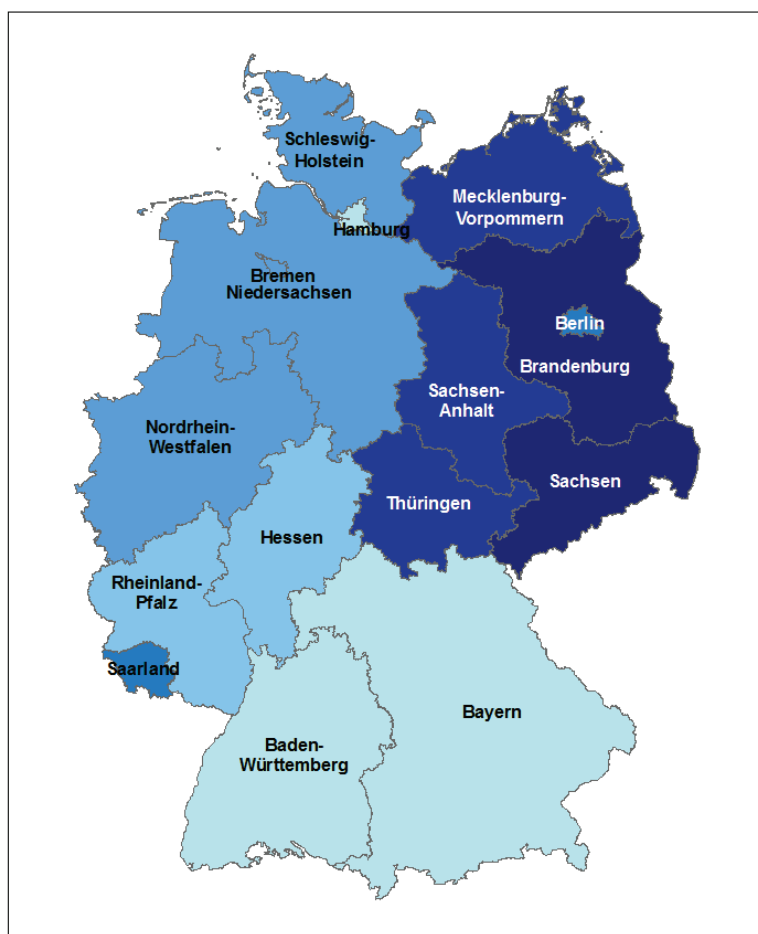 Schleswig-
Holstein
Mecklenburg-
Vorpommern
Hamburg
Bremen
Niedersachsen
Berlin
Brandenburg
Sachsen-
Anhalt
Nordrhein-
Westfalen
Sachsen
Thüringen
Hessen
Rheinland-
Pfalz
Saarland
Bayern
Baden-
Württemberg